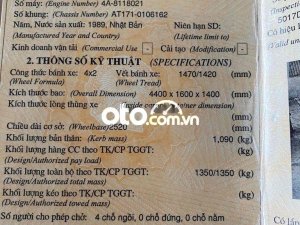 Số máy: (Engine Number) 4A-8118021
Số khung: (Chassis Number) AT171-0106162
Năm, Nước sản xuất: 1989, Nhật Bản Niên hạn SD:
(Manufactured Year and Country) (Lifetime limit to)
Kinh doanh vận tải (Commercial Use) - Cải tạo (Modification) -
2. THÔNG SỐ KỸ THUẬT (SPECIFICATIONS)
Công thức bánh xe: 4x2 Vết bánh xe: 1470/1420 (mm)
(Wheel Formula) (Wheel Tread)
Kích thước bao: (Overall Dimension) 4400 x 1600 x 1400 (mm)
Kích thước lòng thùng xe (mm)
Chiều dài cơ sở: (Wheelbase) 2520 (mm)
Khối lượng bản thân: (Kerb mass) 1,090 (kg)
Khối lượng hàng CC theo TK/CP TGGT: (kg)
(Design/Authorized pay load)
Khối lượng toàn bộ theo TK/CP TGGT: 1350/1350 (kg)
(Design/Authorized total mass)
Khối lượng kéo theo TK/CP TGGT: (kg)
(Design/Authorized towed mass)
Số người cho phép chở: 4 chỗ ngồi, 0 chỗ đứng, 0 chỗ nằm
oto.com